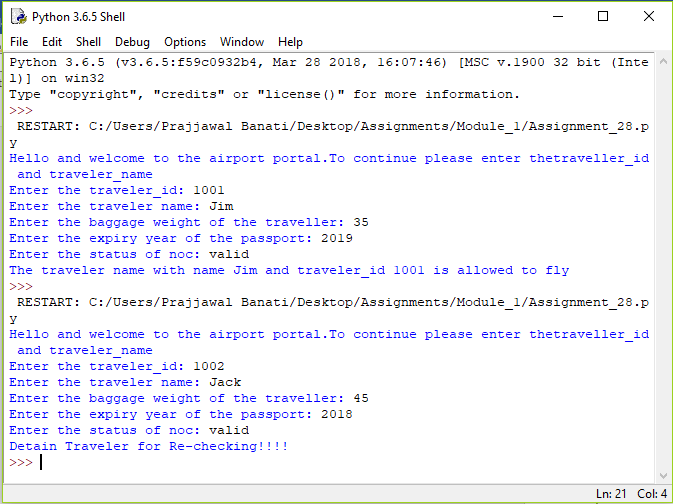 Python 3.6.5 Shell
File Edit Shell Debug Options Window Help
Python 3.6.5 (v3.6.5:f59c0932b4, Mar 28 2018, 16:07:46) [MSC v.1900 32 bit (Inte
l)] on win32
Type "copyright", "credits" or "license()" for more information.
>>>
RESTART: C:/Users/Prajjawal Banati/Desktop/Assignments/Module_1/Assignment_28.p
y
Hello and welcome to the airport portal.To continue please enter thetraveller_id
and traveler_name
Enter the traveler_id: 1001
Enter the traveler name: Jim
Enter the baggage weight of the traveller: 35
Enter the expiry year of the passport: 2019
Enter the status of noc: valid
The traveler name with name Jim and traveler_id 1001 is allowed to fly
>>>
RESTART: C:/Users/Prajjawal Banati/Desktop/Assignments/Module_1/Assignment_28.p
y
Hello and welcome to the airport portal.To continue please enter thetraveller_id
and traveler_name
Enter the traveler_id: 1002
Enter the traveler name: Jack
Enter the baggage weight of the traveller: 45
Enter the expiry year of the passport: 2018
Enter the status of noc: valid
Detain Traveler for Re-checking!!!!
>>>
Ln: 21 Col: 4